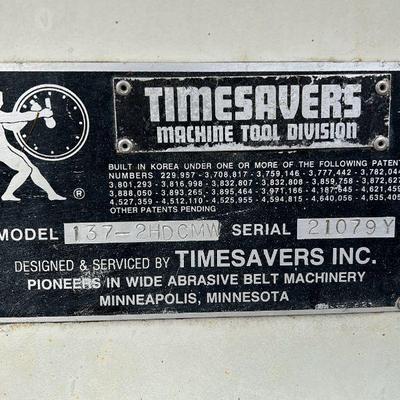 TIMESAVERS
MACHINE TOOL DIVISION
BUILT IN KOREA UNDER ONE OR MORE OF THE FOLLOWING PATENT
NUMBERS 229,957 - 3,708,817 - 3,759,146 - 3,777,442 - 3,782,044
3,801,293 - 3,816,998 - 3,832,807 - 3,832,808 - 3,859,758 - 3,872,627
3,888,050 - 3,893,265 - 3,895,464 - 3,971,166 - 4,187,645 - 4,621,459
4,527,359 - 4,512,110 - 4,525,955 - 4,594,815 - 4,640,056 - 4,635,405
OTHER PATENTS PENDING
®
MODEL 137-2HDCMW SERIAL 21079Y
DESIGNED & SERVICED BY TIMESAVERS INC.
PIONEERS IN WIDE ABRASIVE BELT MACHINERY
MINNEAPOLIS, MINNESOTA